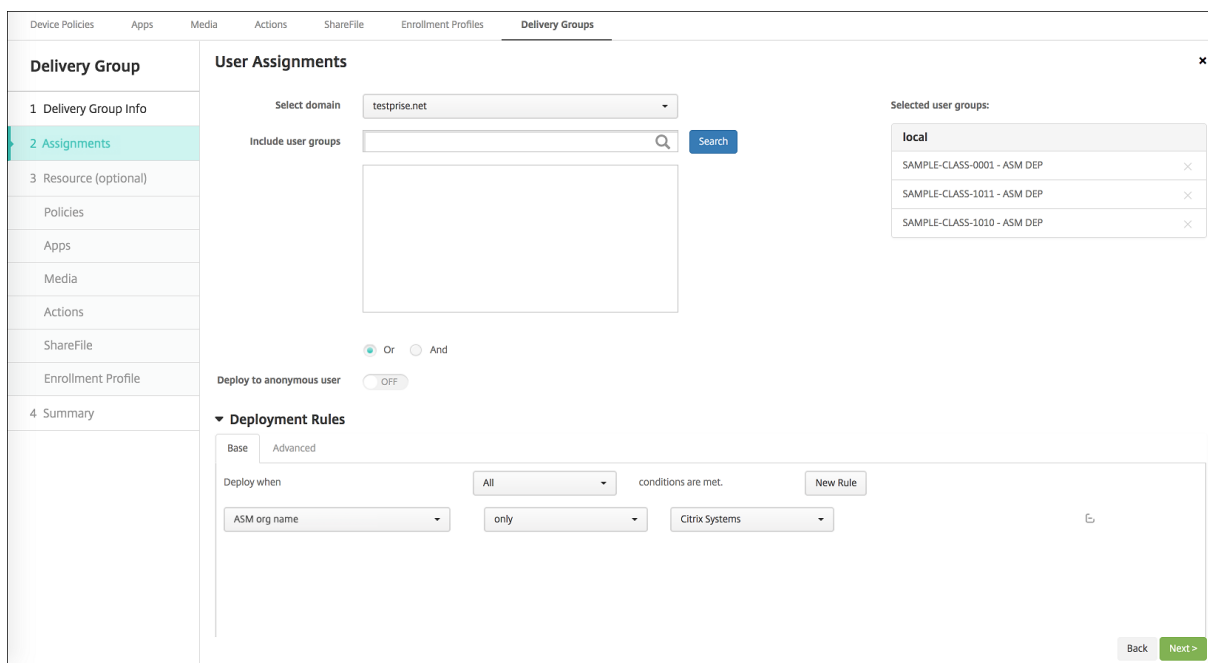 Device Policies Apps Media Actions ShareFile Enrollment Profiles Delivery Groups
Delivery Group
1 Delivery Group Info
2 Assignments
3 Resource (optional)
Policies
Apps
Media
Actions
ShareFile
Enrollment Profile
4 Summary
User Assignments
Select domain testprise.net
Include user groups Search
Or And
Deploy to anonymous user OFF
Selected user groups:
local
SAMPLE-CLASS-0001 - ASM DEP
SAMPLE-CLASS-1011 - ASM DEP
SAMPLE-CLASS-1010 - ASM DEP
Deployment Rules
Base Advanced
Deploy when All conditions are met. New Rule
ASM org name only Citrix Systems
Back Next >